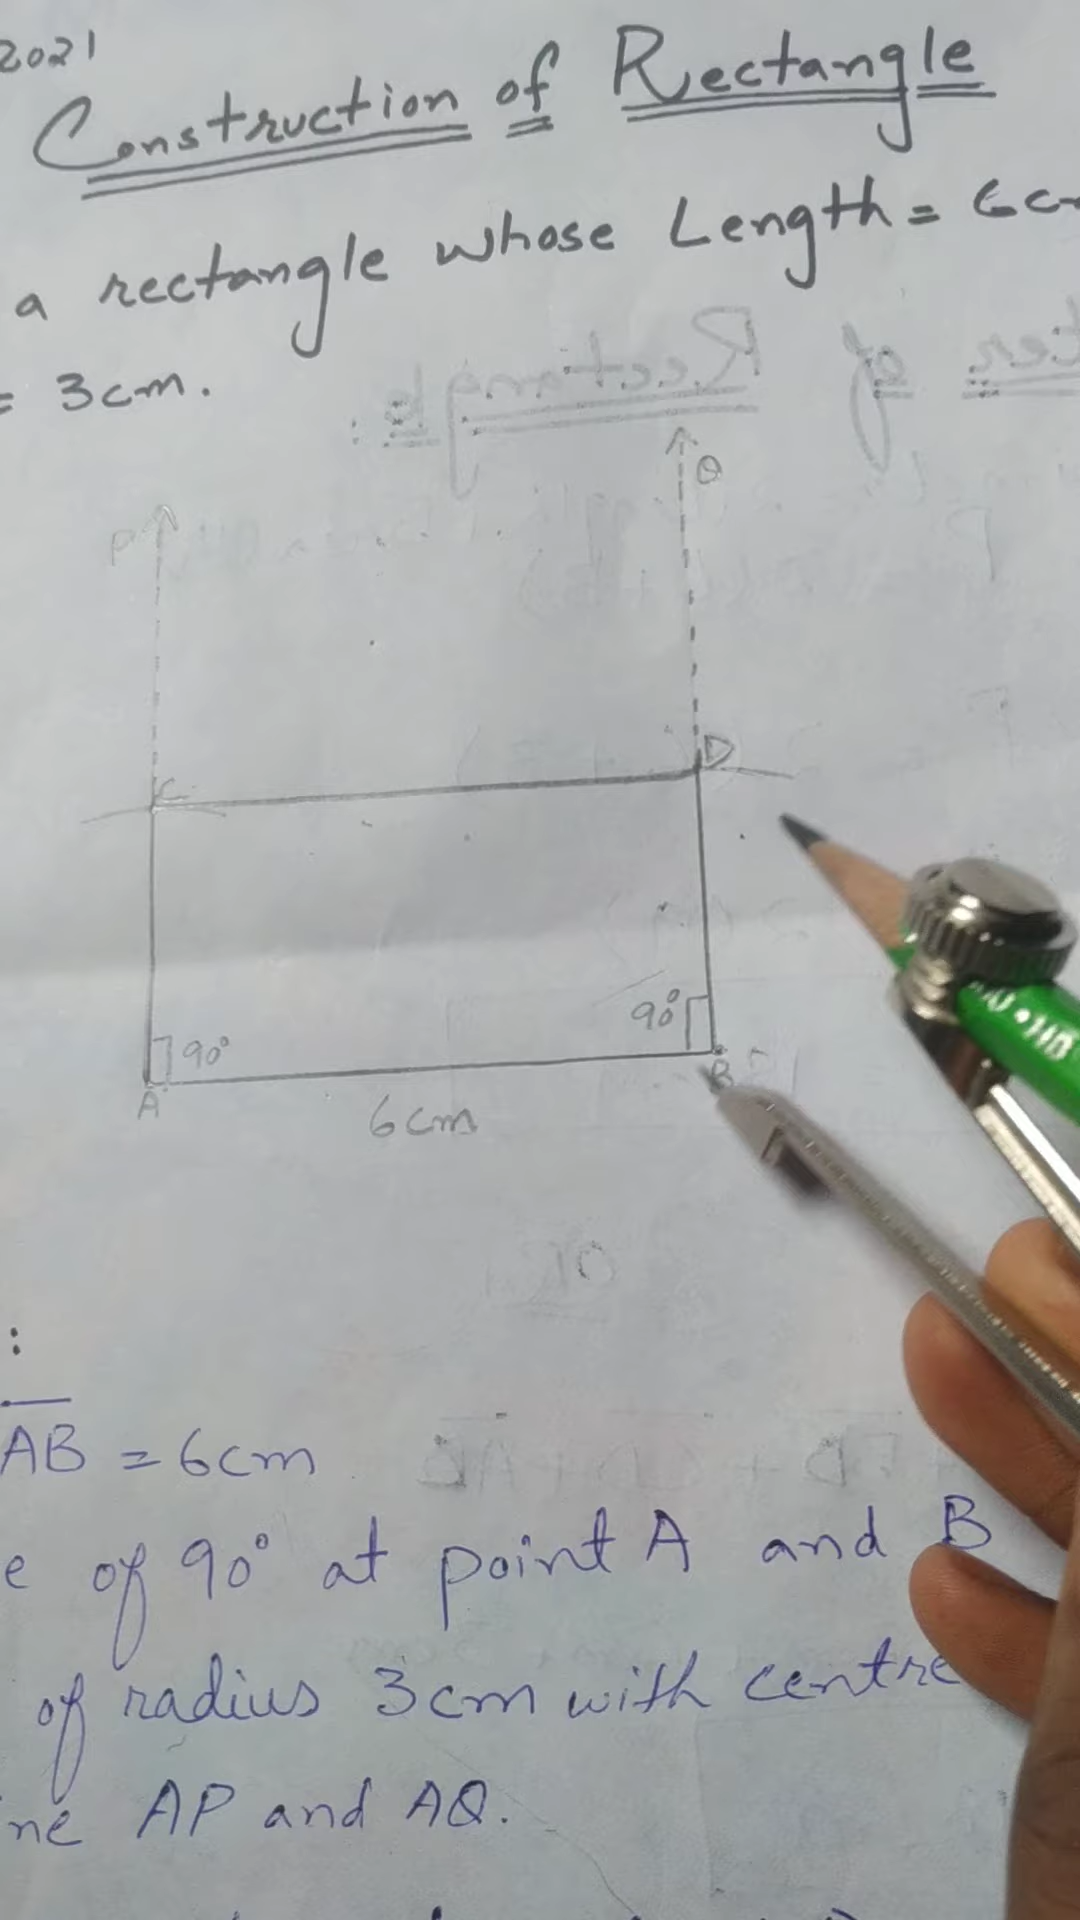 2021
Construction of Rectangle
a rectangle whose Length = 6cm
= 3cm.
P
Q
C
D
90°
90°
A
B
6cm
:
AB = 6cm
e of 90° at point A and B
of radius 3cm with centre
ne AP and AQ.